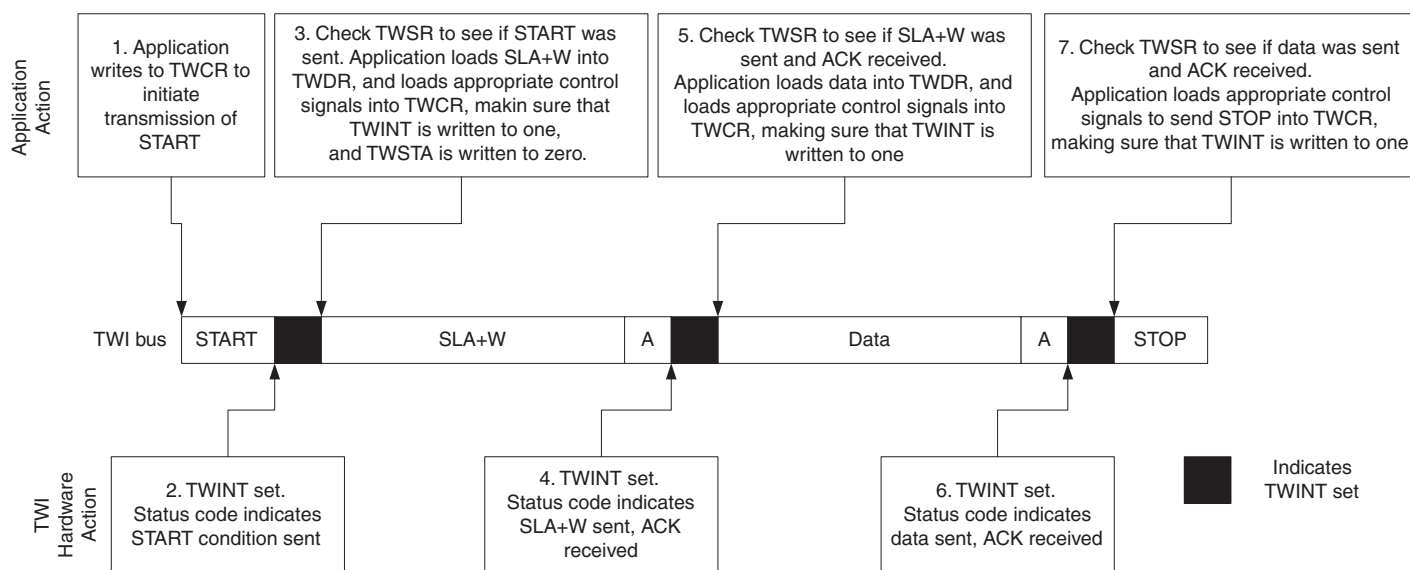 Application
Action
1. Application
writes to TWCR to
initiate
transmission of
START
3. Check TWSR to see if START was
sent. Application loads SLA+W into
TWDR, and loads appropriate control
signals into TWCR, makin sure that
TWINT is written to one,
and TWSTA is written to zero.
5. Check TWSR to see if SLA+W was
sent and ACK received.
Application loads data into TWDR, and
loads appropriate control signals into
TWCR, making sure that TWINT is
written to one
7. Check TWSR to see if data was sent
and ACK received.
Application loads appropriate control
signals to send STOP into TWCR,
making sure that TWINT is written to one
TWI bus
START
SLA+W
A
Data
A
STOP
TWI
Hardware
Action
2. TWINT set.
Status code indicates
START condition sent
4. TWINT set.
Status code indicates
SLA+W sent, ACK
received
6. TWINT set.
Status code indicates
data sent, ACK received
Indicates
TWINT set